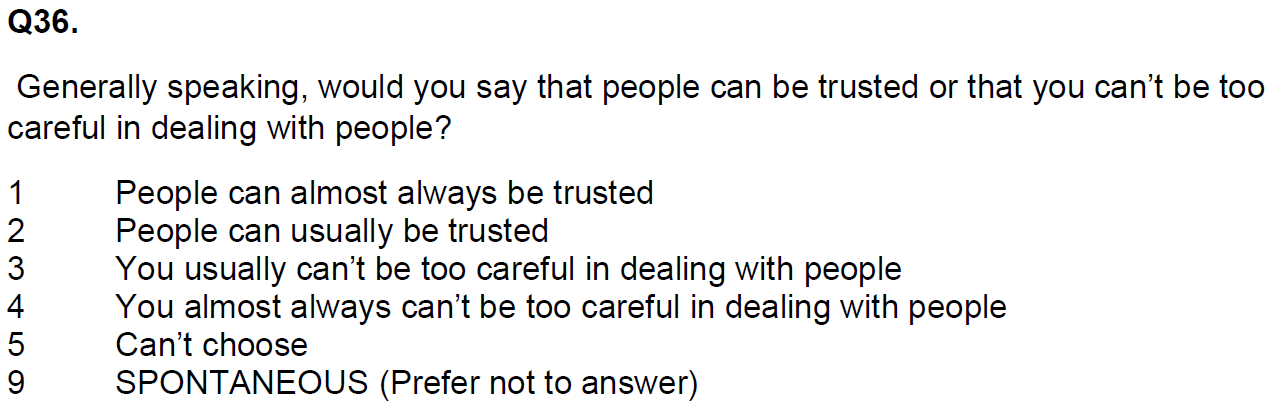 Q36.
Generally speaking, would you say that people can be trusted or that you can’t be too
careful in dealing with people?
1 People can almost always be trusted
2 People can usually be trusted
3 You usually can’t be too careful in dealing with people
4 You almost always can’t be too careful in dealing with people
5 Can’t choose
9 SPONTANEOUS (Prefer not to answer)